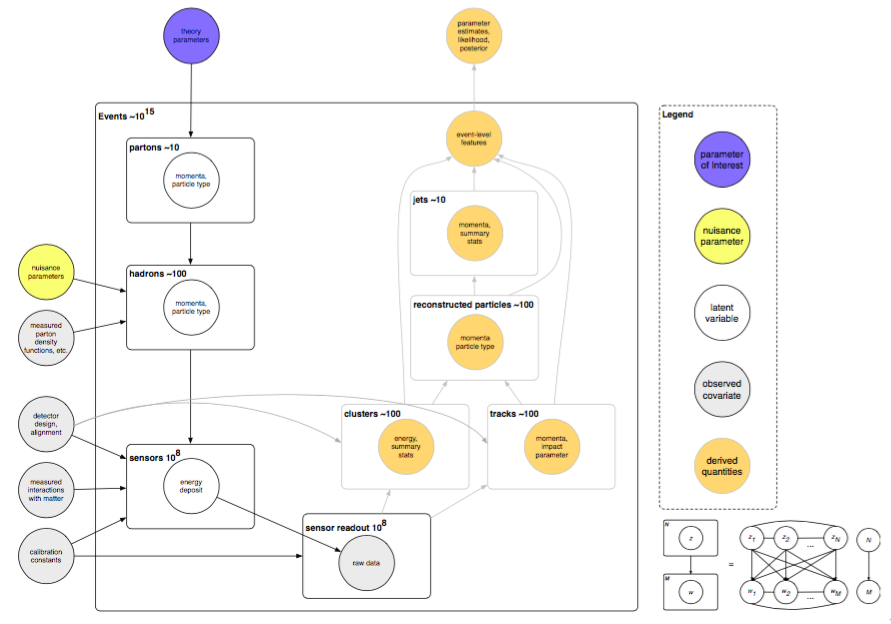 theory
parameters
parameter
estimates,
likelihood,
posterior
Events ~10^15
partons ~10
momenta,
particle type
event-level
features
jets ~10
momenta,
summary
stats
nuisance
parameters
hadrons ~100
momenta,
particle type
measured
parton
density
functions, etc.
reconstructed particles ~100
momenta
particle type
detector
design,
alignment
clusters ~100
energy,
summary
stats
tracks ~100
momenta,
impact
parameter
measured
interactions
with matter
sensors 10^8
energy
deposit
calibration
constants
sensor readout 10^8
raw data
Legend
parameter
of interest
nuisance
parameter
latent
variable
observed
covariate
derived
quantities
N
z
M
w
=
z1 z2 ... zN
w1 w2 ... wM
N
M